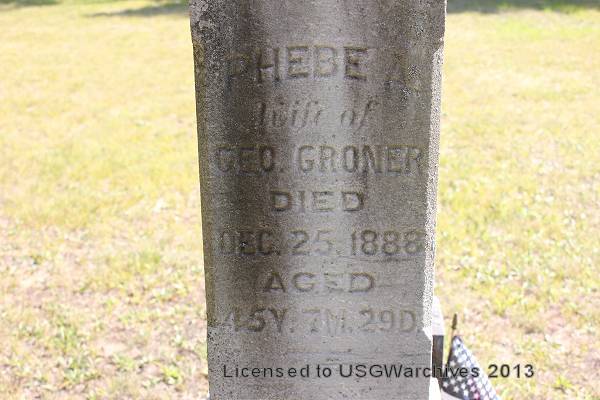 PHEBE A.
Wife of
GEO. GRONER
DIED
DEC. 25, 1888
AGED
45Y. 7M. 29D.
Licensed to USGWarchives 2013